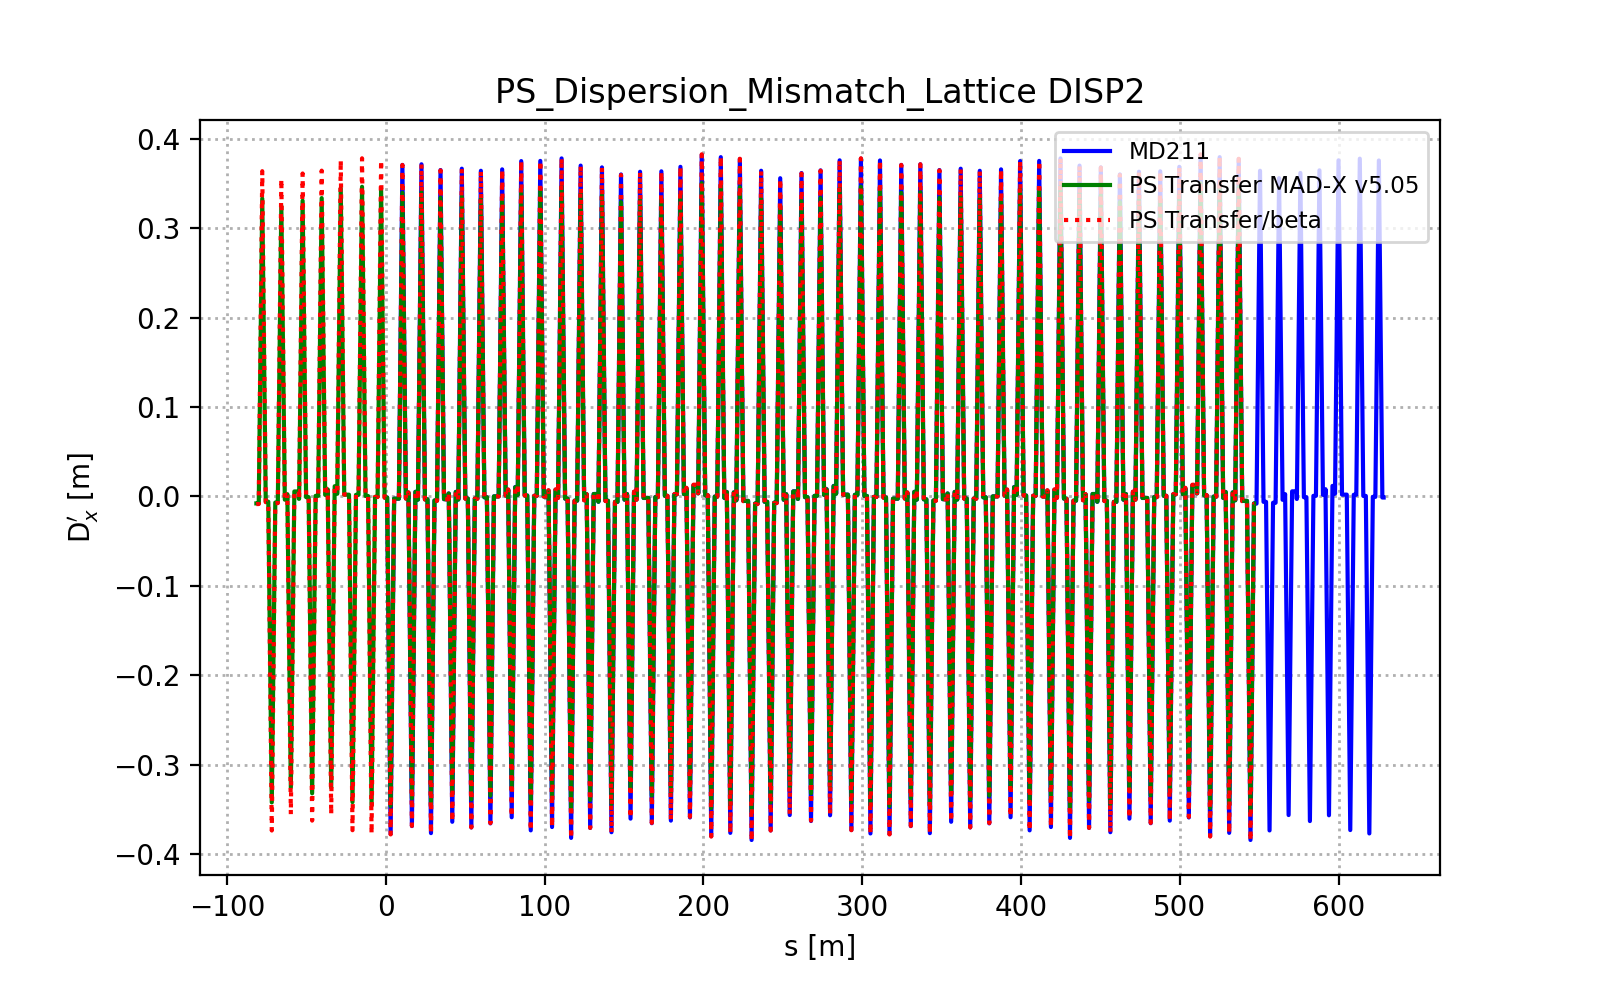 PS_Dispersion_Mismatch_Lattice DISP2
MD211
PS Transfer MAD-X v5.05
PS Transfer/beta
0.4
0.3
0.2
0.1
0.0
−0.1
−0.2
−0.3
−0.4
D′x [m]
−100
0
100
200
300
400
500
600
s [m]